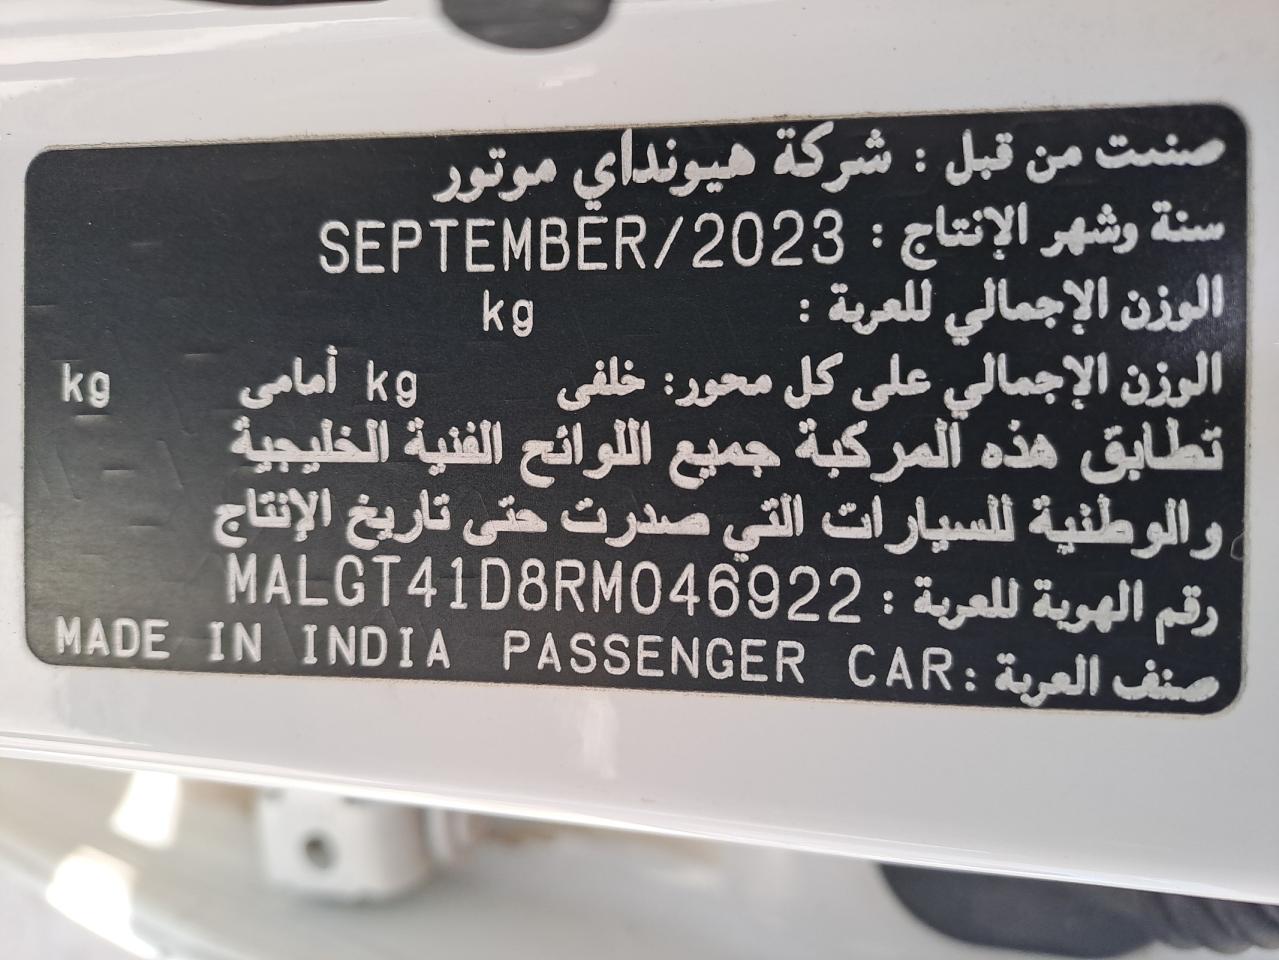 صنعت من قبل : شركة هيونداي موتور
سنة وشهر الإنتاج : SEPTEMBER/2023
الوزن الإجمالي للعربة : kg
الوزن الإجمالي على كل محور: خلفى kg أمامى kg
تطابق هذه المركبة جميع اللوائح الفنية الخليجية
والوطنية للسيارات التي صدرت حتى تاريخ الإنتاج
رقم الهوية للعربة : MALGT41D8RM046922
صنف العربة : MADE IN INDIA PASSENGER CAR